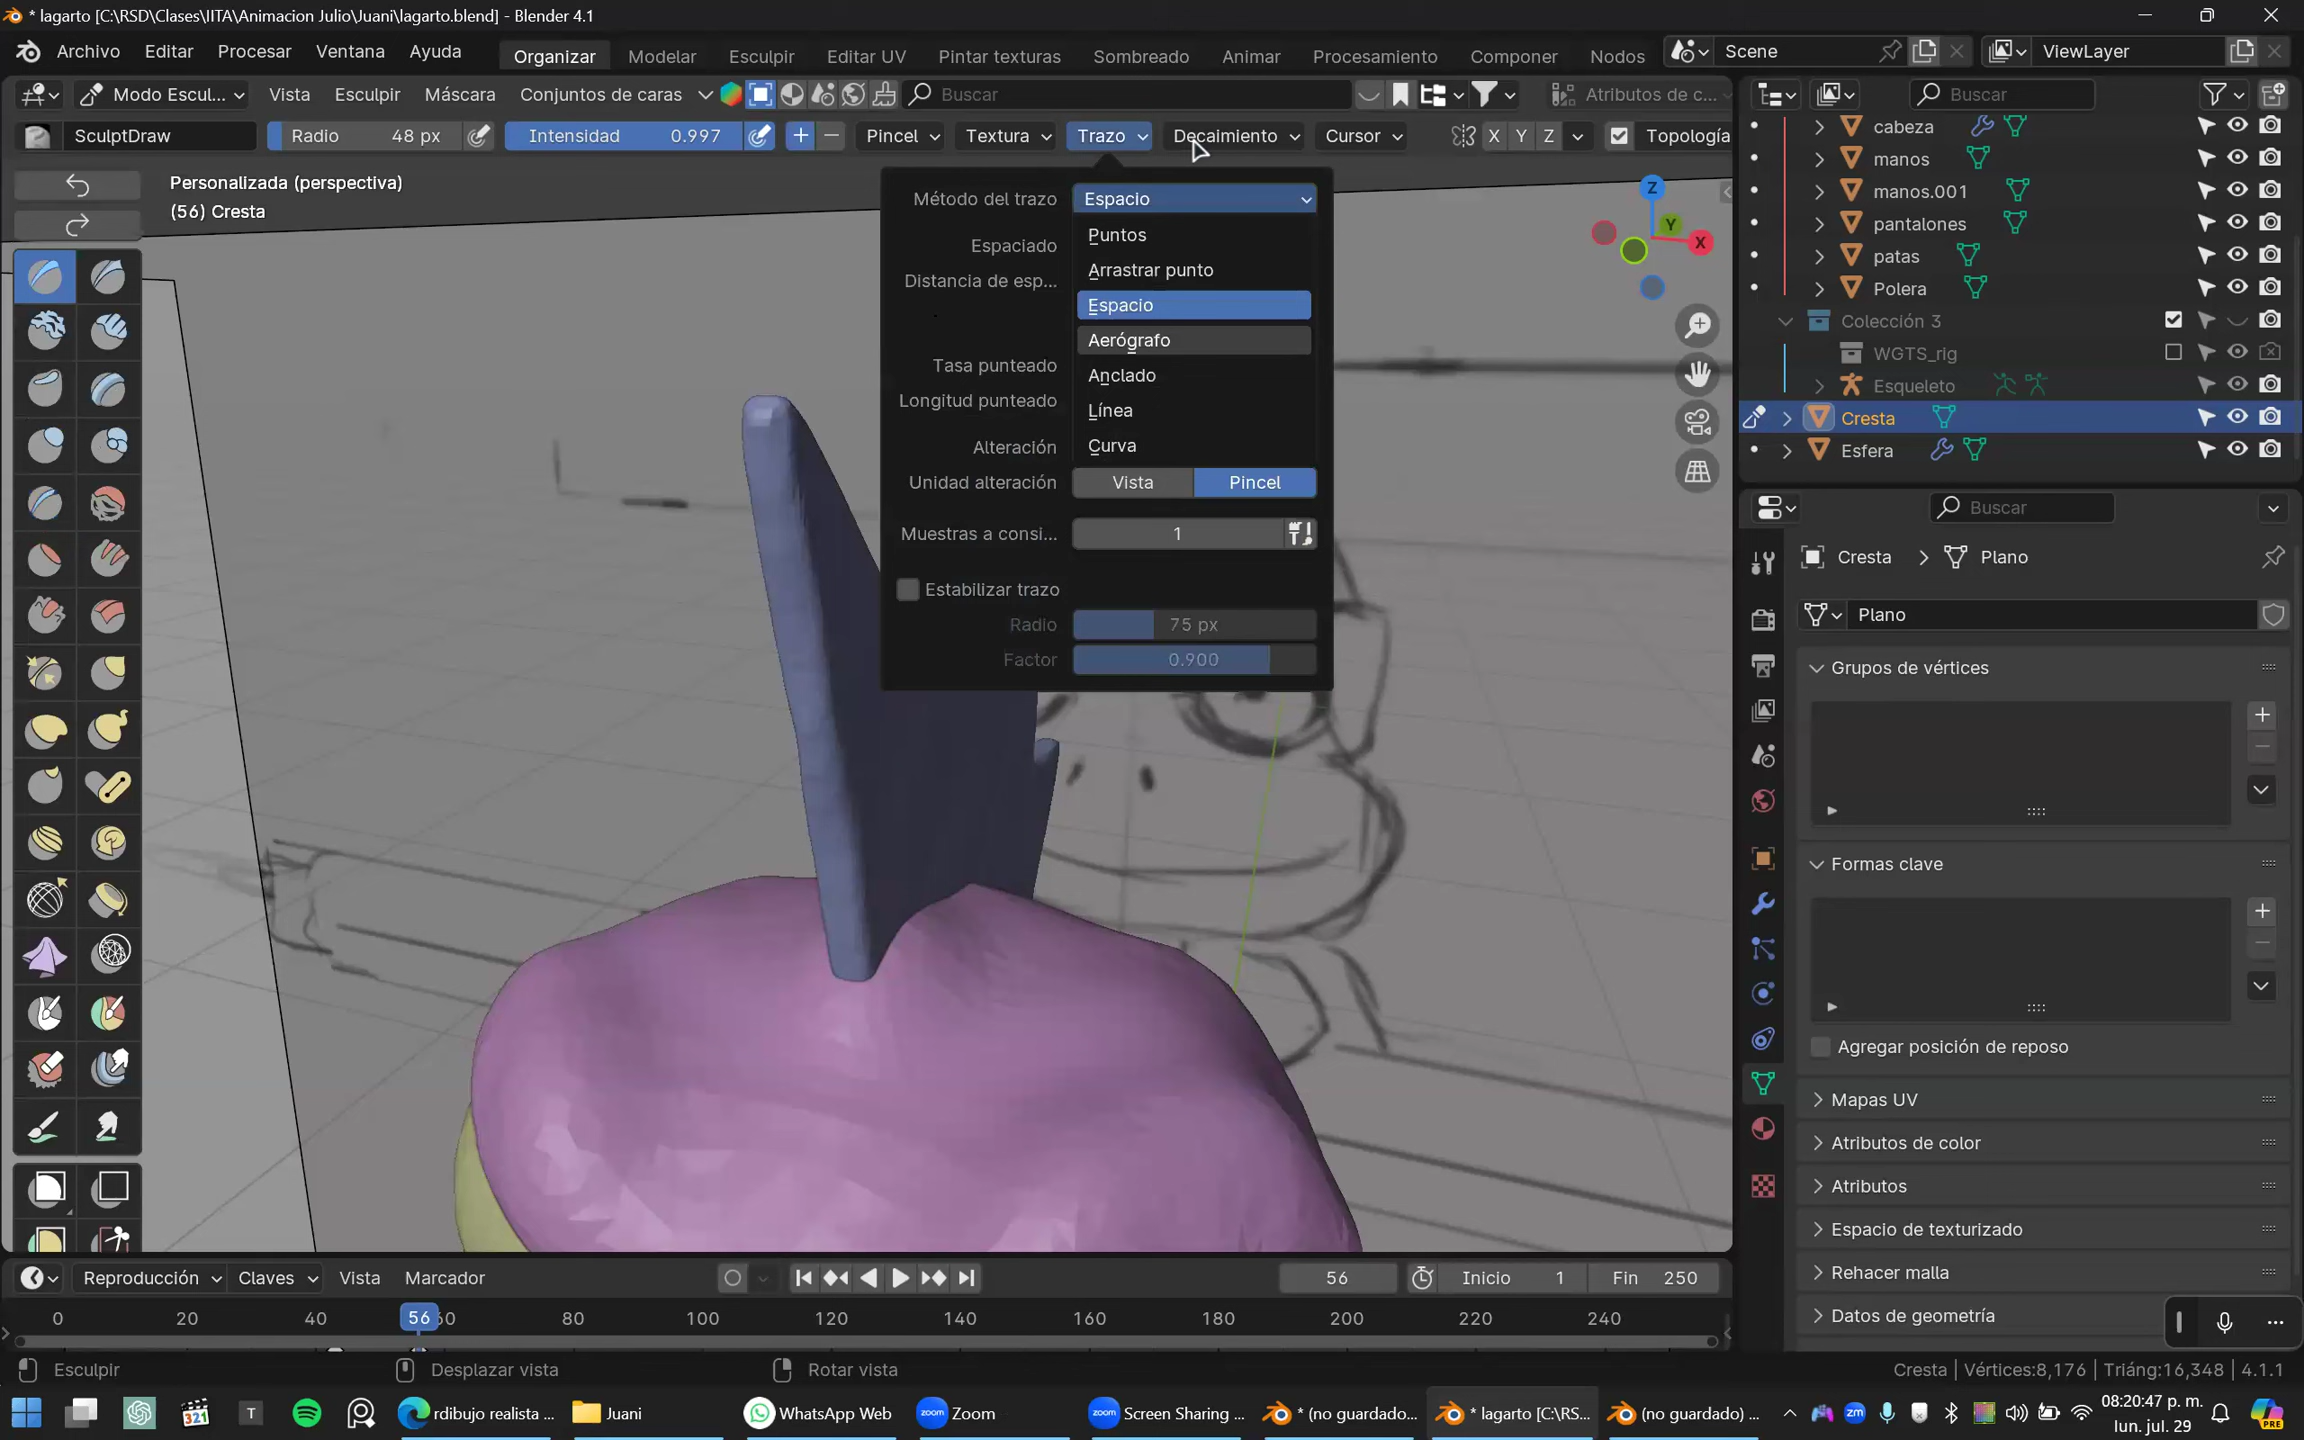 * lagarto [C:\RSD\Clases\IITA\Animacion Julio\Juani\lagarto.blend] - Blender 4.1
Archivo Editar Procesar Ventana Ayuda
Organizar Modelar Esculpir Editar UV Pintar texturas Sombreado Animar Procesamiento Componer Nodos
Scene
ViewLayer
Modo Escul... Vista Esculpir Máscara Conjuntos de caras
Buscar
Atributos de c...
Buscar
SculptDraw
Radio 48 px
Intensidad 0.997
Pincel Textura Trazo Decaimiento Cursor
X Y Z
Topología
Personalizada (perspectiva)
(56) Cresta
Método del trazo Espacio
Puntos
Espaciado
Arrastrar punto
Distancia de esp...
Espacio
Aerógrafo
Tasa punteado
Anclado
Longitud punteado
Línea
Alteración
Curva
Unidad alteración Vista Pincel
Muestras a consi... 1
Estabilizar trazo
Radio 75 px
Factor 0.900
Z
Y
X
cabeza
manos
manos.001
pantalones
patas
Polera
Colección 3
WGTS_rig
Esqueleto
Cresta
Esfera
Buscar
Cresta Plano
Plano
Grupos de vértices
Formas clave
Agregar posición de reposo
Mapas UV
Atributos de color
Atributos
Espacio de texturizado
Rehacer malla
Datos de geometría
Reproducción Claves Vista Marcador
56
Inicio 1
Fin 250
0 20 40 56 60 80 100 120 140 160 180 200 220 240
Esculpir Desplazar vista Rotar vista
Cresta | Vértices:8,176 | Triáng:16,348 | 4.1.1
321
T
rdibujo realista ...
Juani
WhatsApp Web
zoom
Zoom
zoom
Screen Sharing ...
* (no guardado...
* lagarto [C:\RS...
(no guardado) ...
zm
08:20:47 p. m.
lun. jul. 29
PRE